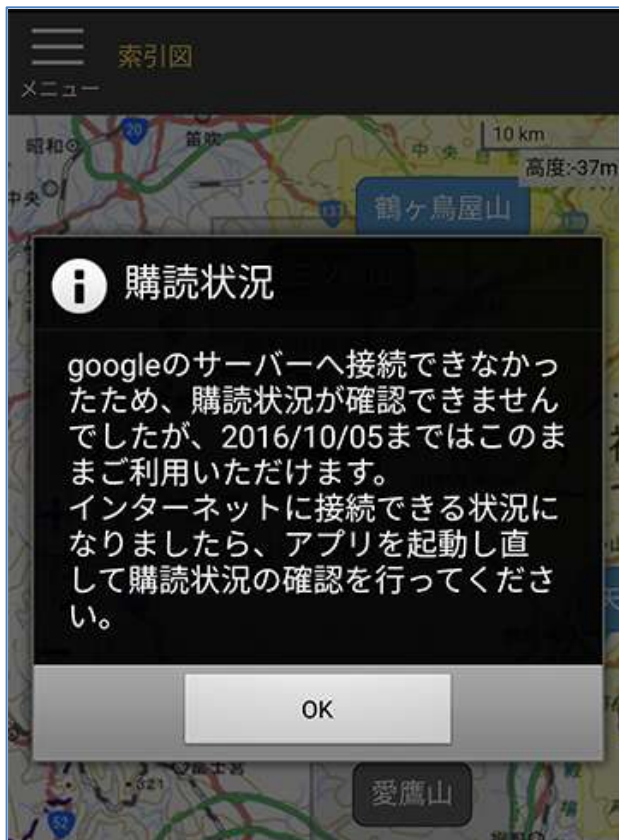 索引図
メニュー
20
笛吹
10 km
昭和
中央
高度:-37m
鶴ヶ鳥屋山
購読状況
googleのサーバーへ接続できなかっ
たため、購読状況が確認できません
でしたが、2016/10/05まではこのま
まご利用いただけます。
インターネットに接続できる状況に
なりましたら、アプリを起動し直
して購読状況の確認を行ってくださ
い。
OK
富士宮
321
愛鷹山
52